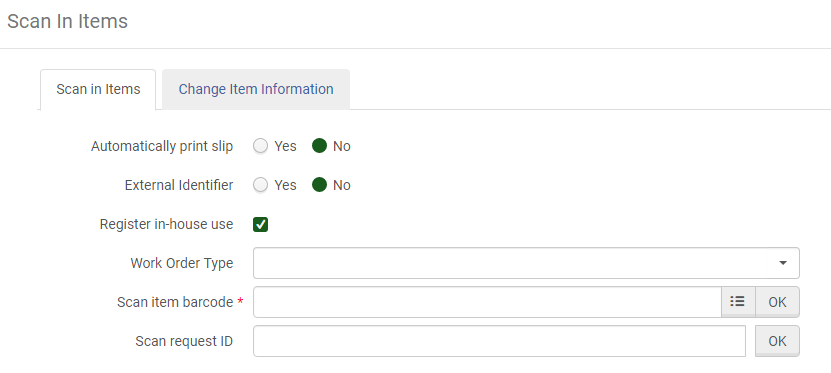 Scan In Items
Scan in Items Change Item Information
Automatically print slip Yes No
External Identifier Yes No
Register in-house use
Work Order Type
Scan item barcode * OK
Scan request ID OK